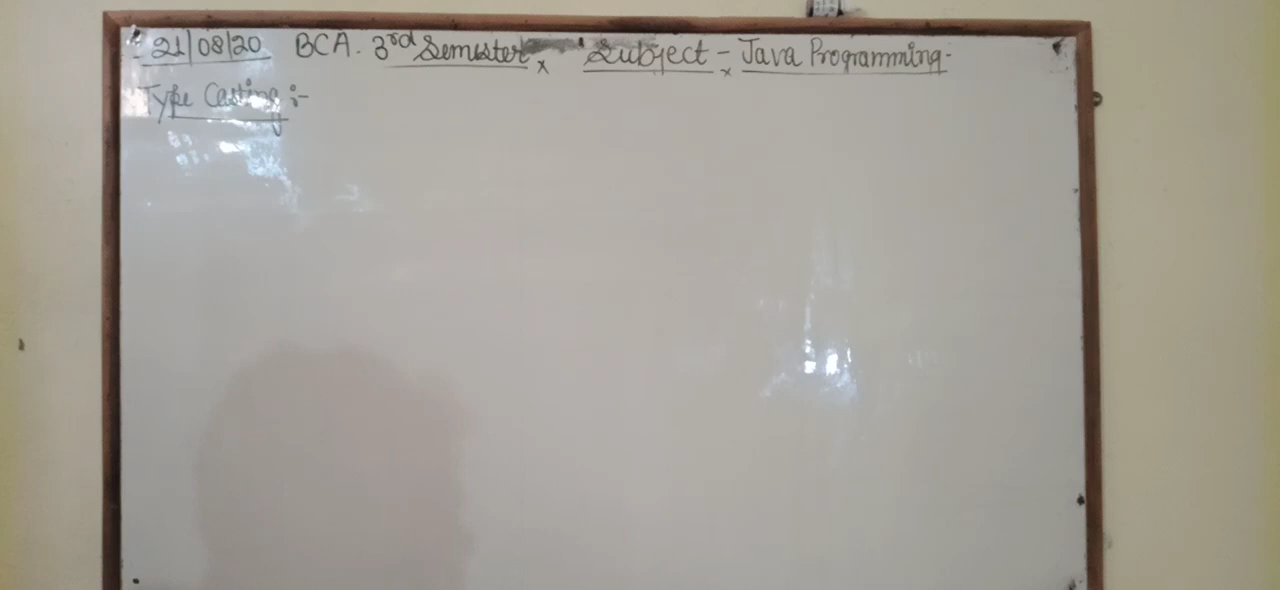 21/08/20 BCA. 3rd Semester, Subject - Java Programming.
Type Casting :-